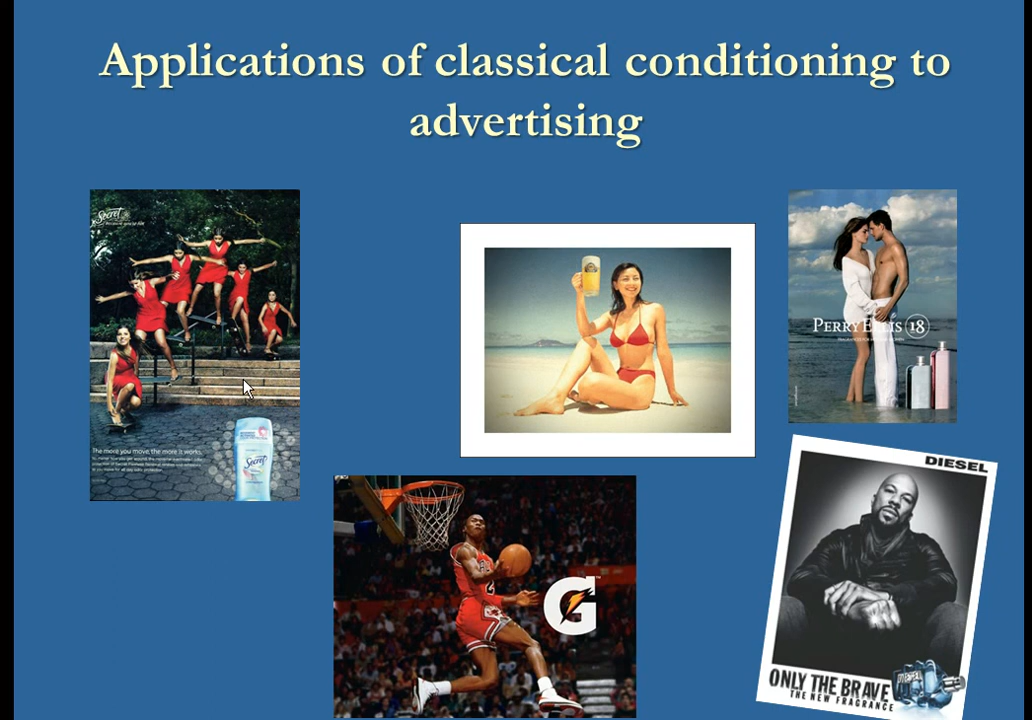 Applications of classical conditioning to
advertising
Secret
The more you move, the more it works.
Secret
PERRY ELLIS 18
G
DIESEL
ONLY THE BRAVE
THE NEW FRAGRANCE